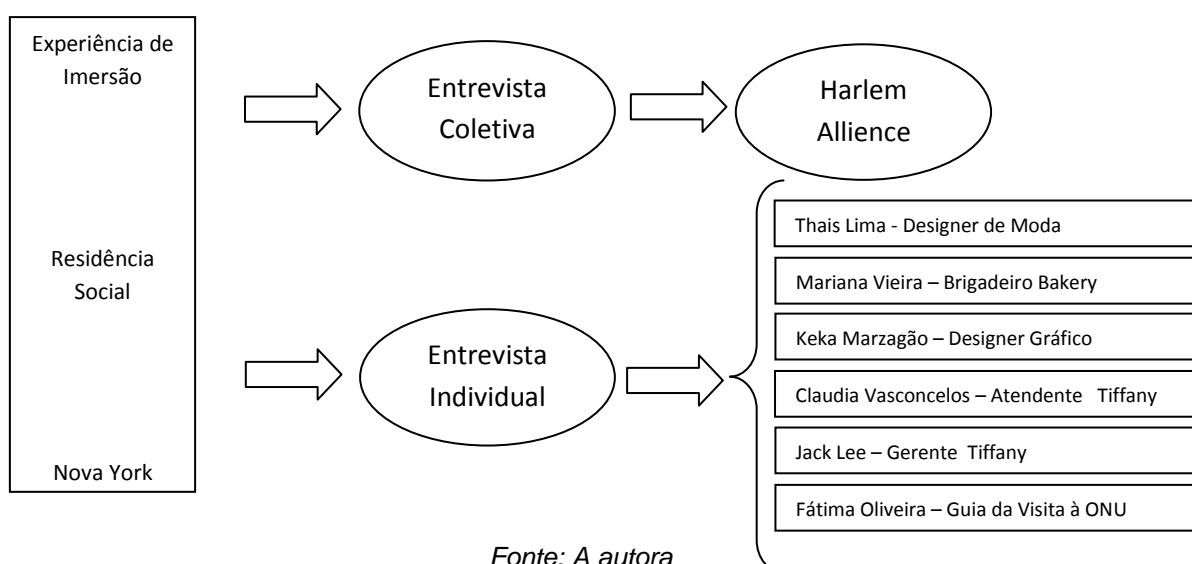 Experiência de
Imersão
Residência
Social
Nova York
Entrevista
Coletiva
Harlem
Allience
Entrevista
Individual
Thais Lima - Designer de Moda
Mariana Vieira – Brigadeiro Bakery
Keka Marzagão – Designer Gráfico
Claudia Vasconcelos – Atendente Tiffany
Jack Lee – Gerente Tiffany
Fátima Oliveira – Guia da Visita à ONU
Fonte: A autora